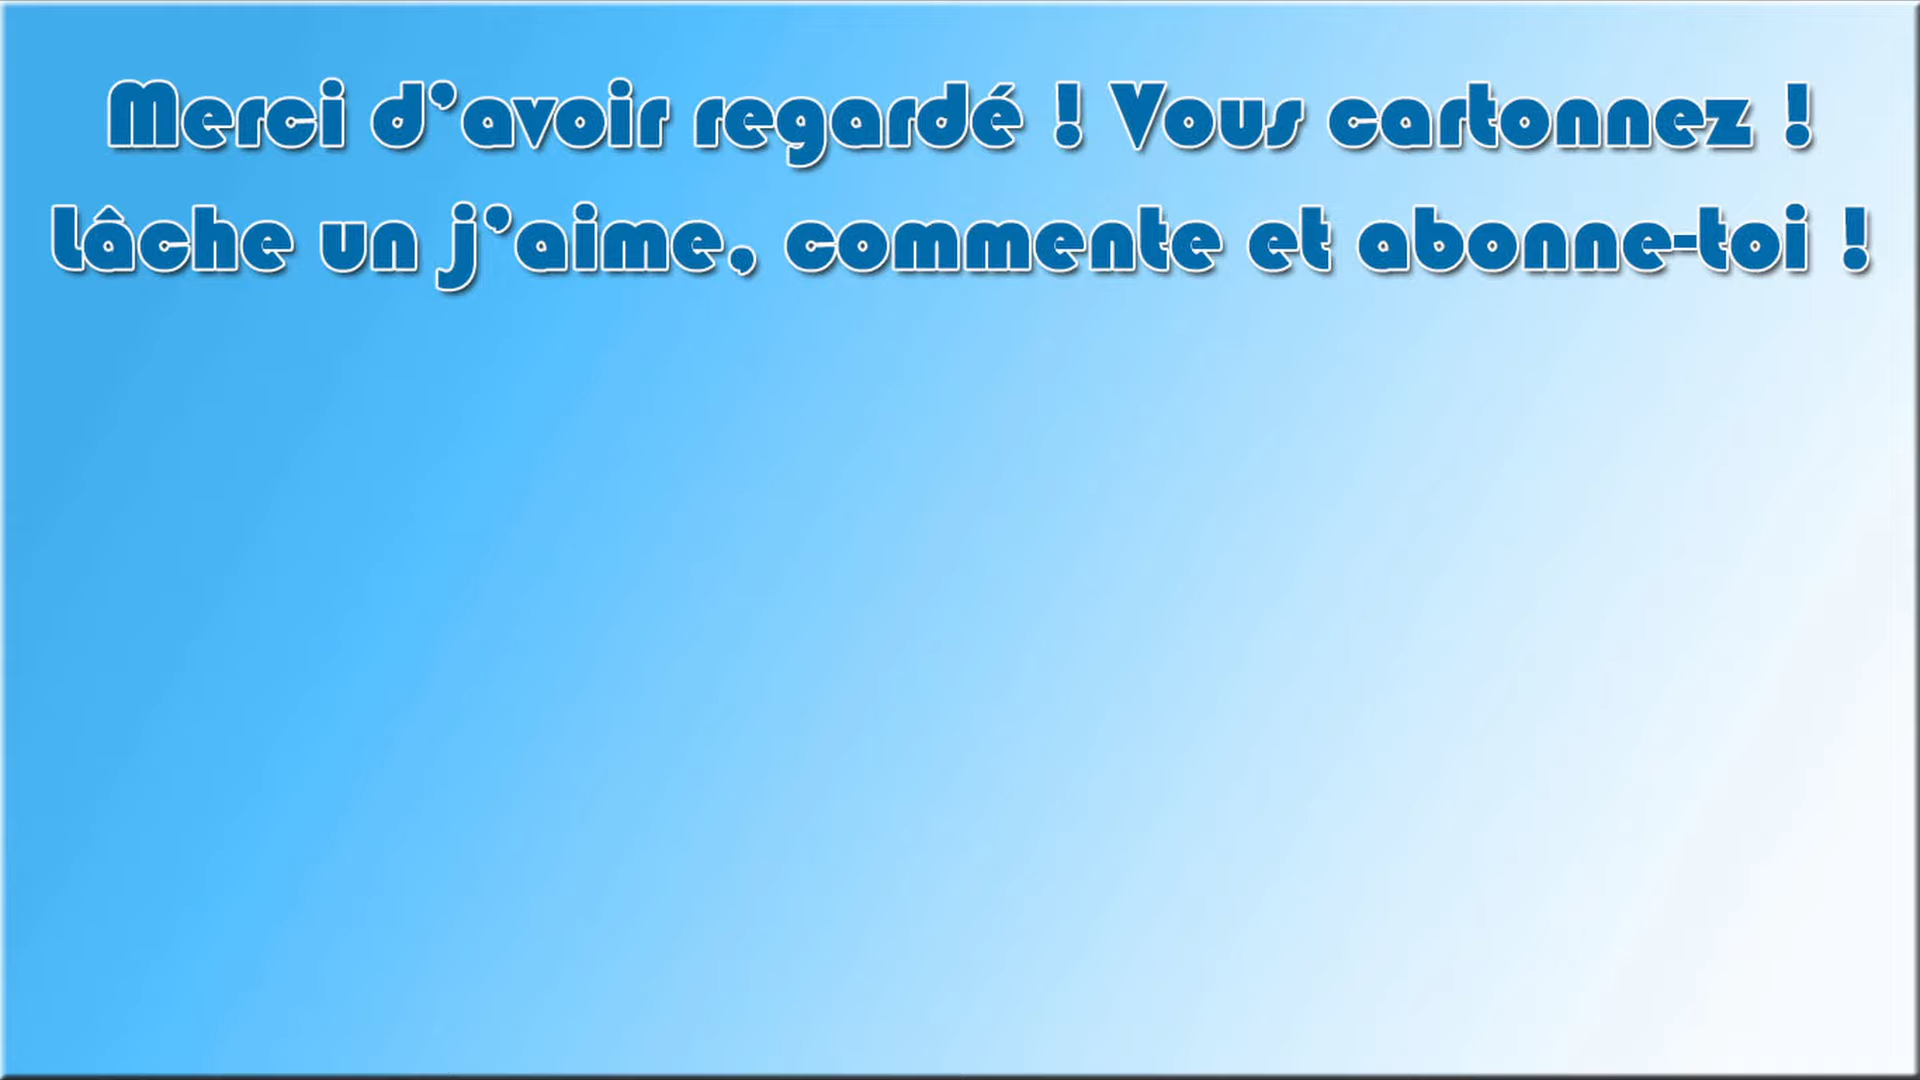 Merci d’avoir regardé ! Vous cartonnez !
Lâche un j’aime, commente et abonne-toi !